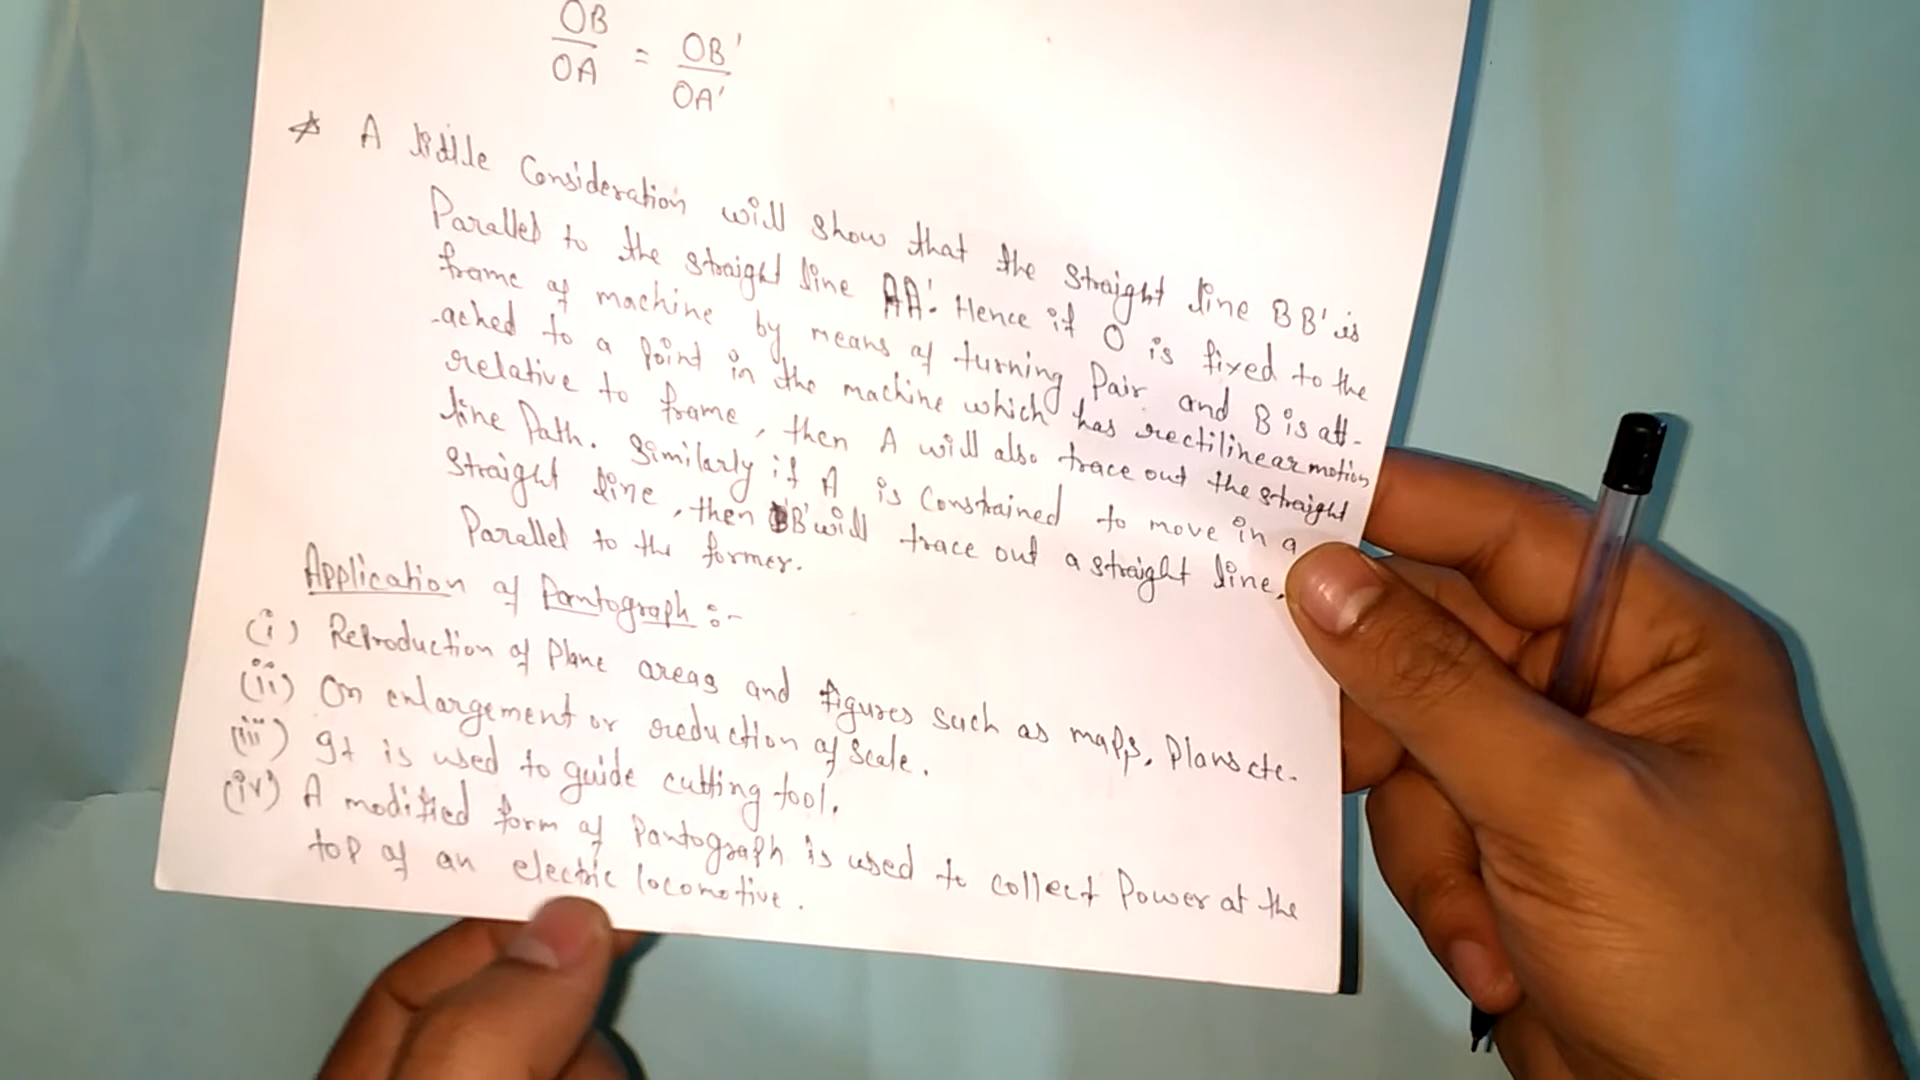 OB/OA = OB'/OA'
* A little Consideration will show that the straight line BB' is
Parallel to the straight line AA'. Hence if O is fixed to the
frame of machine by means of turning Pair and B is att-
-ached to a point in the machine which has rectilinear motion
relative to frame, then A will also trace out the straight
line Path. Similarly if A is Constrained to move in a
straight line, then B' will trace out a straight line,
Parallel to the former.
Application of Pantograph :-
(i) Reproduction of Plane areas and figures such as maps, Plans etc.
(ii) On enlargement or reduction of scale.
(iii) It is used to guide cutting tool.
(iv) A modified form of Pantograph is used to collect Power at the
top of an electric locomotive.